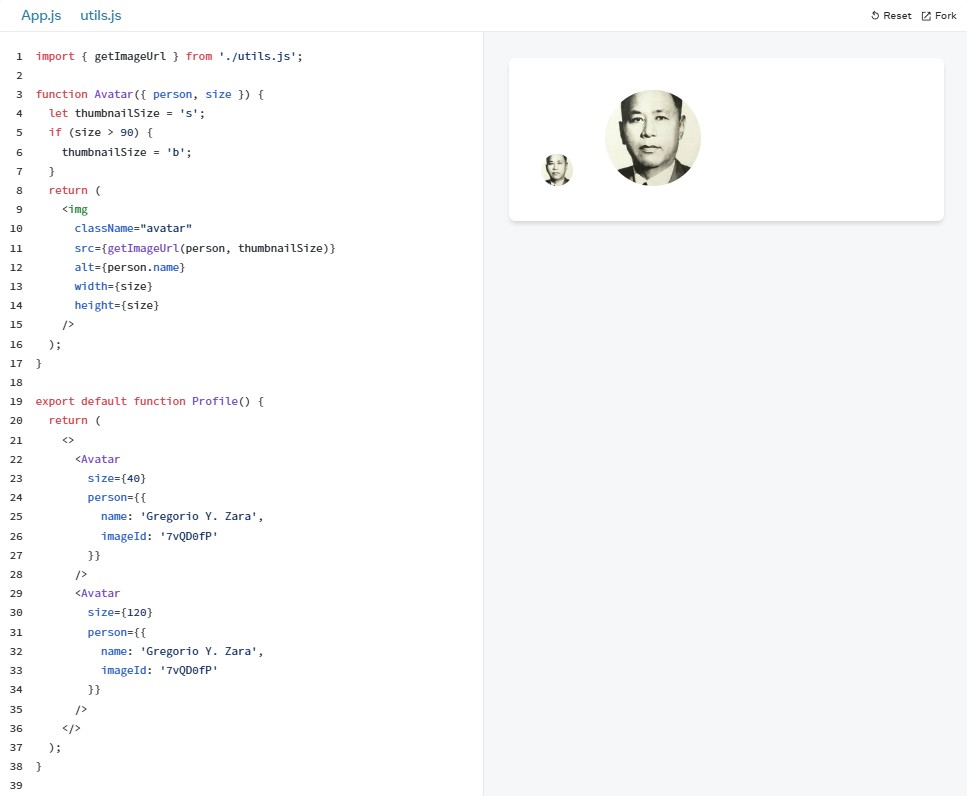 App.js utils.js Reset Fork
1 import { getImageUrl } from './utils.js';
2
3 function Avatar({ person, size }) {
4   let thumbnailSize = 's';
5   if (size > 90) {
6     thumbnailSize = 'b';
7   }
8   return (
9     <img
10       className="avatar"
11       src={getImageUrl(person, thumbnailSize)}
12       alt={person.name}
13       width={size}
14       height={size}
15     />
16   );
17 }
18
19 export default function Profile() {
20   return (
21     <>
22       <Avatar
23         size={40}
24         person={{
25           name: 'Gregorio Y. Zara',
26           imageId: '7vQD0fP'
27         }}
28       />
29       <Avatar
30         size={120}
31         person={{
32           name: 'Gregorio Y. Zara',
33           imageId: '7vQD0fP'
34         }}
35       />
36     </>
37   );
38 }
39